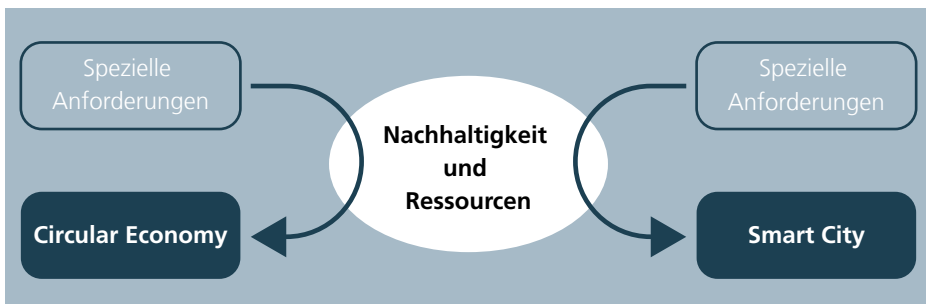 Spezielle
Anforderungen
Nachhaltigkeit
und
Ressourcen
Spezielle
Anforderungen
Circular Economy
Smart City